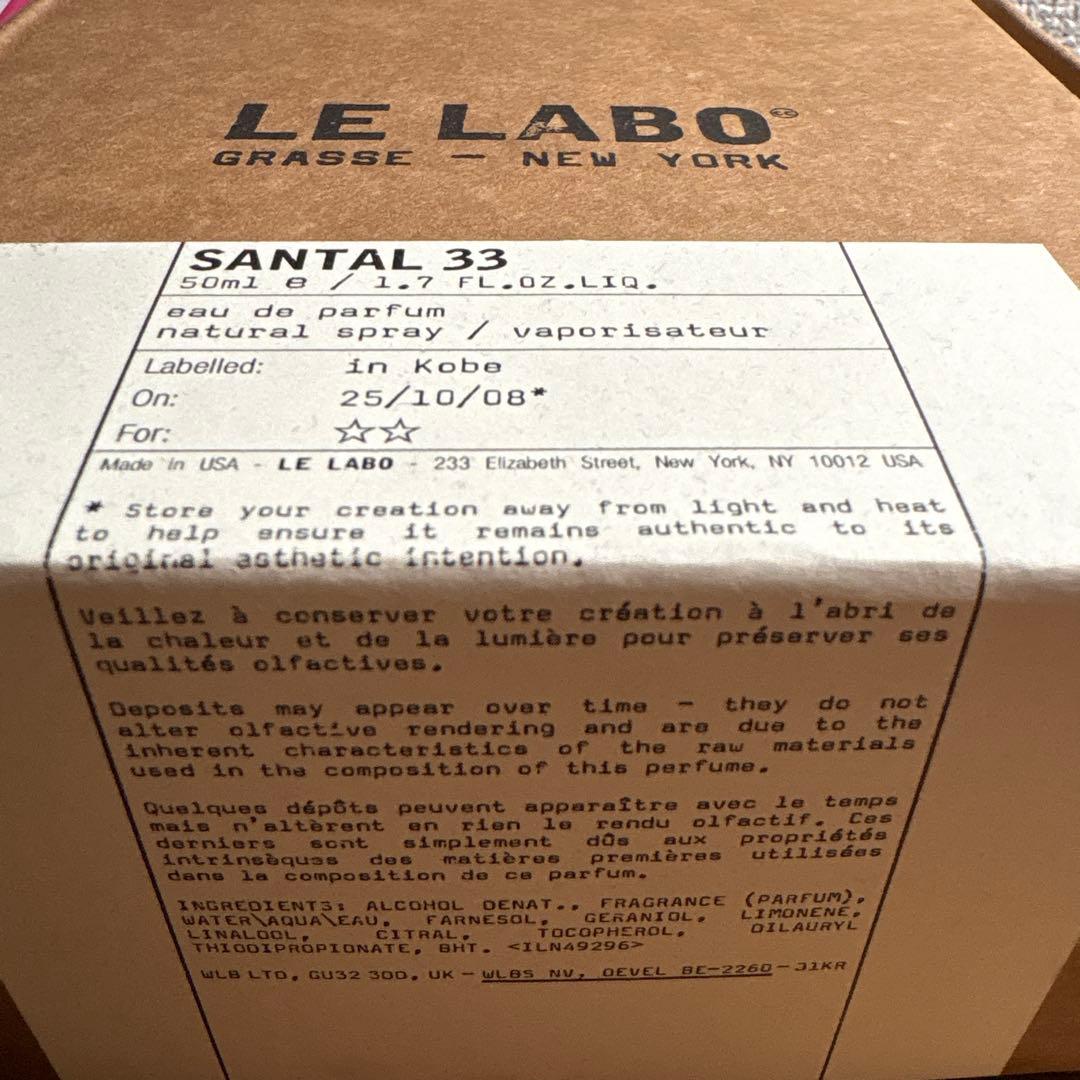 LE LABO
GRASSE — NEW YORK
SANTAL 33
50ml e / 1.7 FL.OZ.LIQ.
eau de parfum
natural spray / vaporisateur
Labelled: in Kobe
On: 25/10/08*
For: ☆☆
Made in USA - LE LABO - 233 Elizabeth Street, New York, NY 10012 USA
* Store your creation away from light and heat
to help ensure it remains authentic to its
original asthetic intention.
Veillez à conserver votre création à l'abri de
la chaleur et de la lumière pour préserver ses
qualités olfactives.
Deposits may appear over time - they do not
alter olfactive rendering and are due to the
inherent characteristics of the raw materials
used in the composition of this perfume.
Quelques dépôts peuvent apparaître avec le temps
mais n'altèrent en rien le rendu olfactif. Ces
derniers sont simplement dûs aux propriétés
intrinsèques des matières premières utilisées
dans la composition de ce parfum.
INGREDIENTS: ALCOHOL DENAT., FRAGRANCE (PARFUM),
WATER\AQUA\EAU, FARNESOL, GERANIOL, LIMONENE,
LINALOOL, CITRAL, TOCOPHEROL, DILAURYL
THIODIPROPIONATE, BHT. <ILN49296>
WLB LTD, GU32 3QD, UK - WLBS NV, OEVEL BE-2260 - 31KR